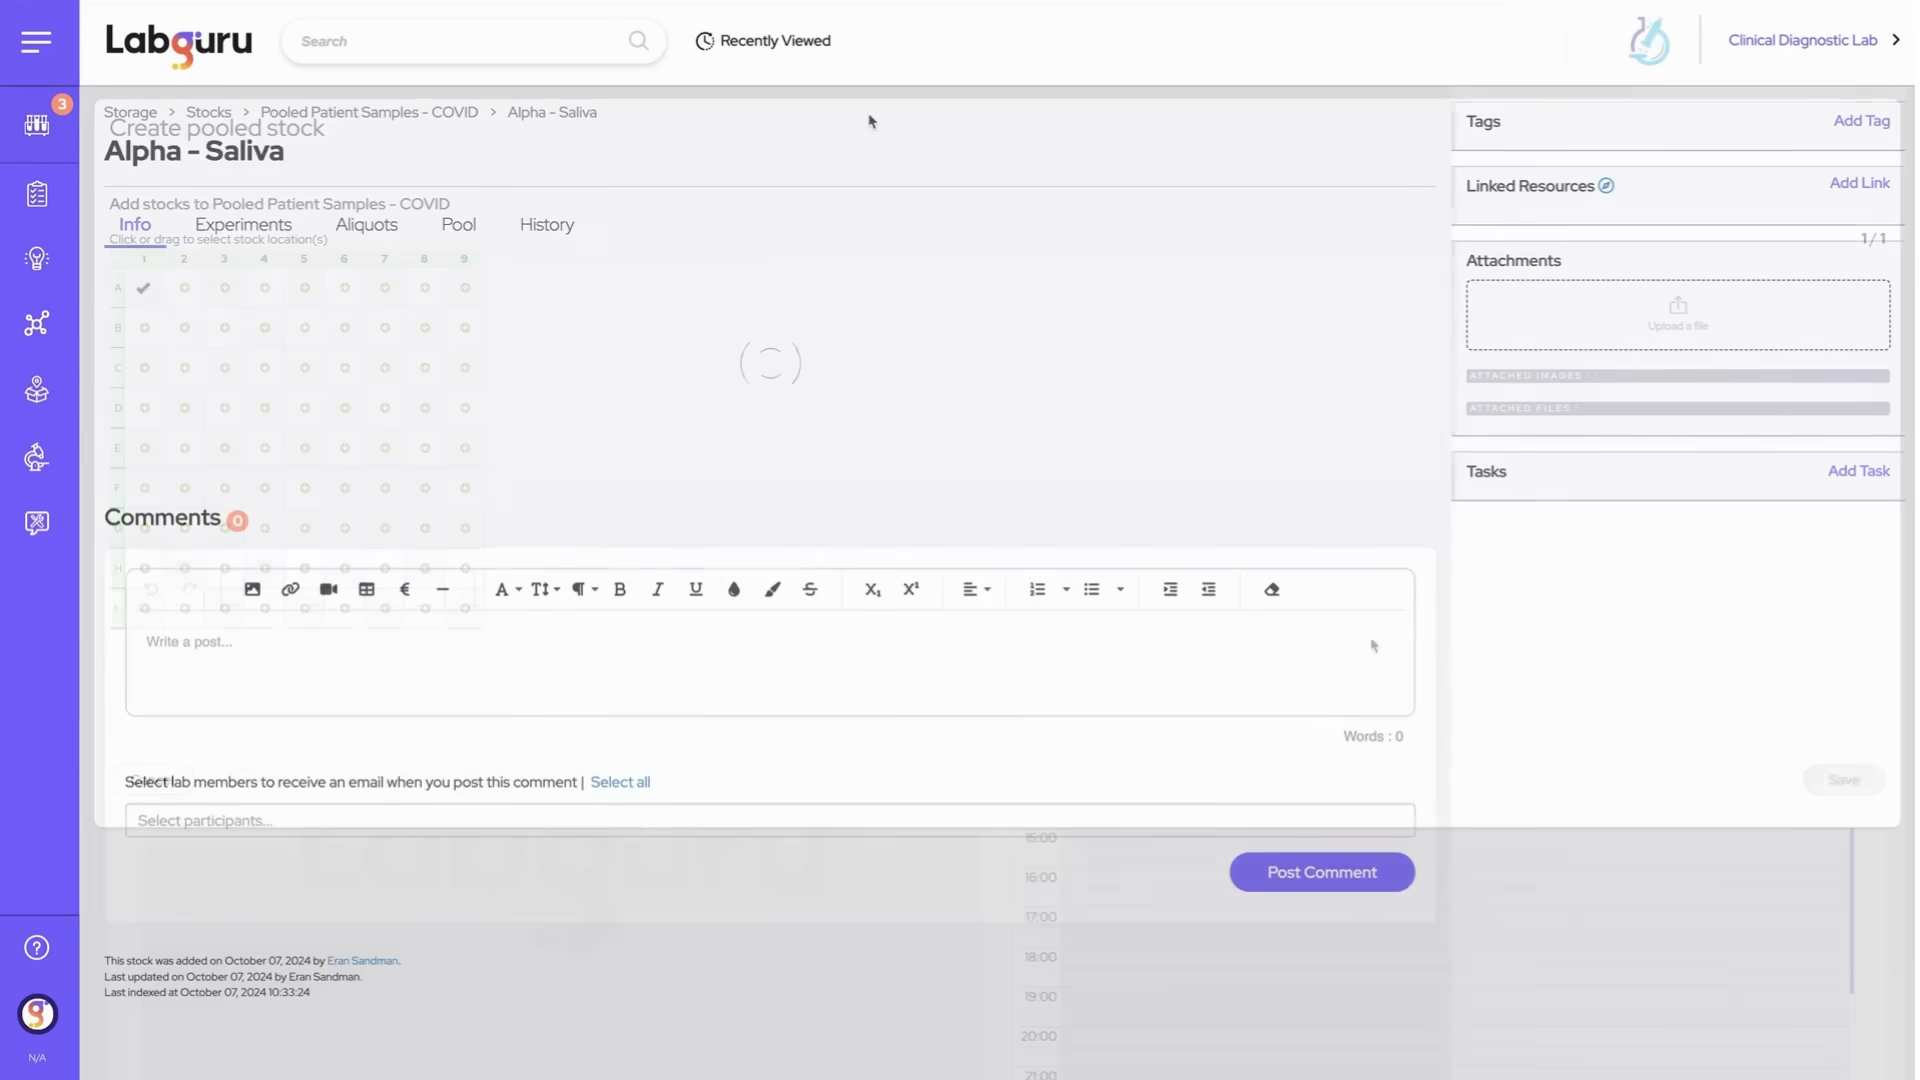 Labguru
Search
Recently Viewed
Clinical Diagnostic Lab
3
Storage > Stocks > Pooled Patient Samples - COVID > Alpha - Saliva
Create pooled stock
Alpha - Saliva
Add stocks to Pooled Patient Samples - COVID
Info Experiments Aliquots Pool History
Click or drag to select stock location(s)
1 2 3 4 5 6 7 8 9
A
B
C
D
E
F
H
Comments 0
Write a post...
Words : 0
Select lab members to receive an email when you post this comment | Select all
Select participants...
Post Comment
This stock was added on October 07, 2024 by Eran Sandman.
Last updated on October 07, 2024 by Eran Sandman.
Last indexed at October 07, 2024 10:33:24
Tags Add Tag
Linked Resources Add Link
1 / 1
Attachments
Upload a file
ATTACHED IMAGES :
ATTACHED FILES :
Tasks Add Task
Save
15:00
16:00
17:00
18:00
19:00
20:00
21:00
N/A